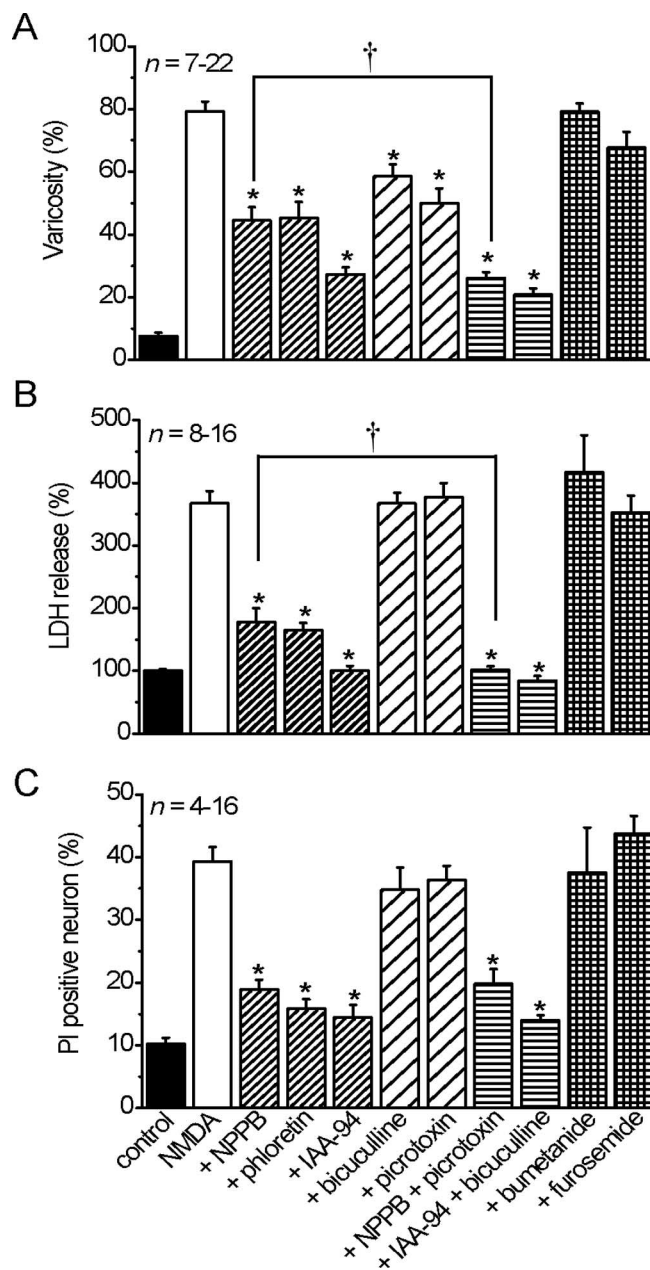 A
n = 7-22
†
Varicosity (%)
100
80
60
40
20
0
* * * * * * *
B
n = 8-16
†
LDH release (%)
500
400
300
200
100
0
* * * * *
C
n = 4-16
PI positive neuron (%)
50
40
30
20
10
0
* * * * *
control
NMDA
+ NPPB
+ phloretin
+ IAA-94
+ bicuculline
+ picrotoxin
+ NPPB + picrotoxin
+ IAA-94 + bicuculline
+ bumetanide
+ furosemide